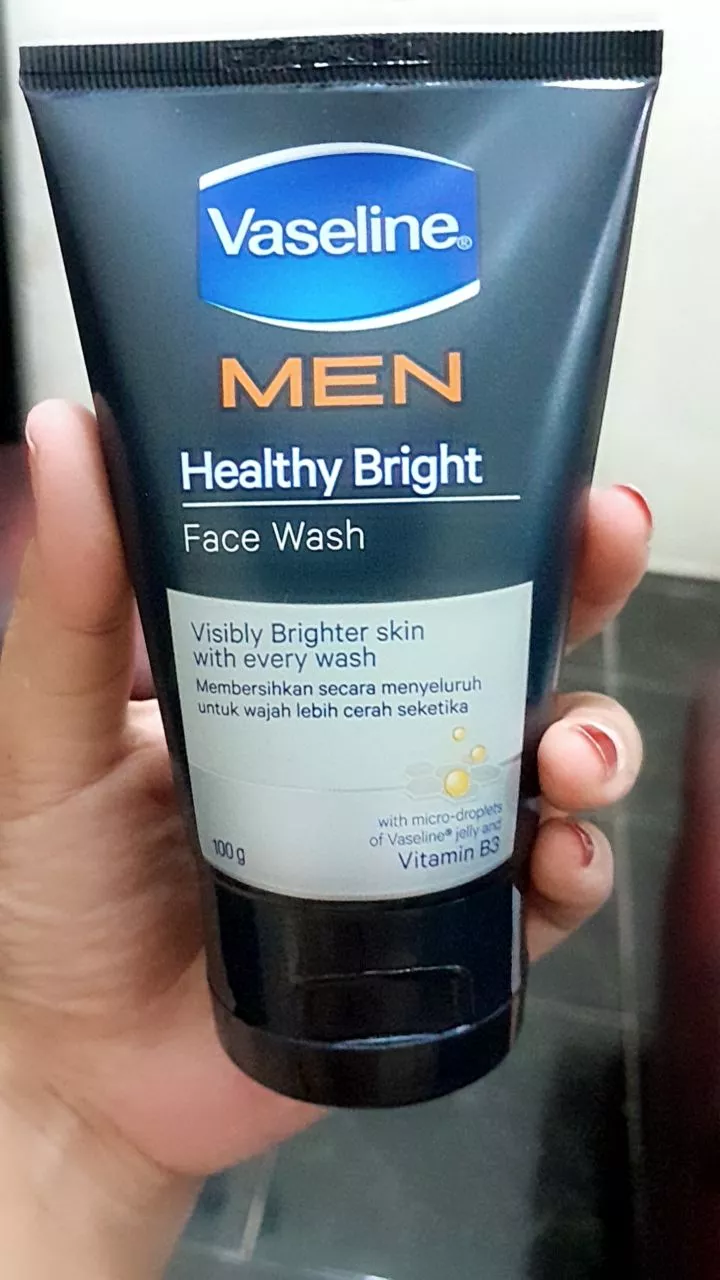 Vaseline®
MEN
Healthy Bright
Face Wash
Visibly Brighter skin
with every wash
Membersihkan secara menyeluruh
untuk wajah lebih cerah seketika
with micro-droplets
of Vaseline® jelly and
Vitamin B3
100 g